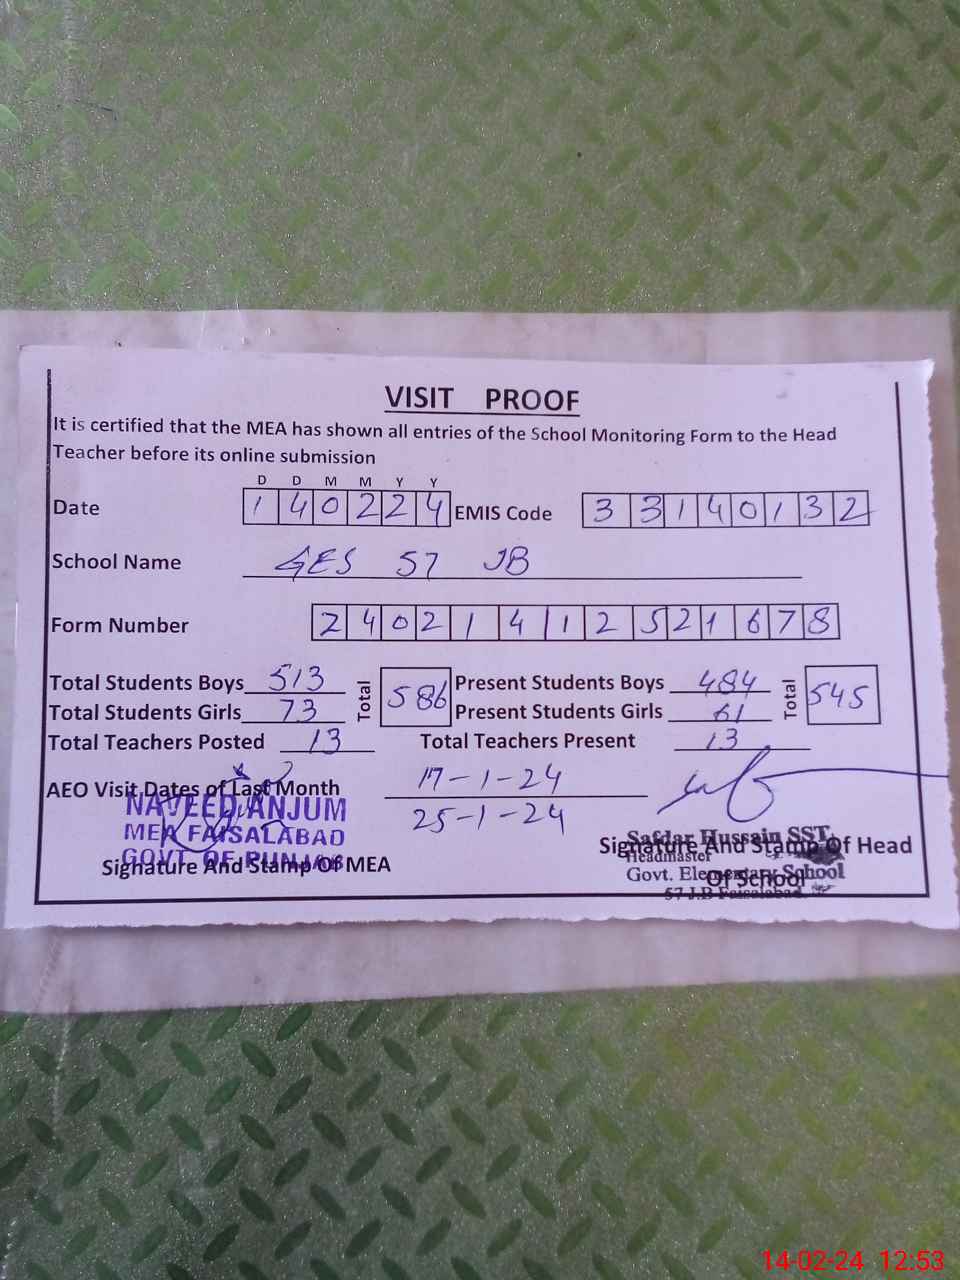 VISIT PROOF
It is certified that the MEA has shown all entries of the School Monitoring Form to the Head
Teacher before its online submission
D D M M Y Y
Date 1 4 0 2 2 4 EMIS Code 3 3 1 4 0 1 3 2
School Name GES 57 JB
Form Number 2 4 0 2 1 4 1 2 5 2 1 6 7 8
Total Students Boys 513 Total 586 Present Students Boys 484 Total 545
Total Students Girls 73 Present Students Girls 61
Total Teachers Posted 13 Total Teachers Present 13
AEO Visit Dates of Last Month 17-1-24
25-1-24
NAVEED ANJUM
MEA FAISALABAD
GOVT. OF PUNJAB
Signature And Stamp Of MEA
Safdar Hussain SST
Signature And Stamp Of Head
Headmaster
Govt. Elementary School
Of School
57 J.B Faisalabad
14-02-24 12:53